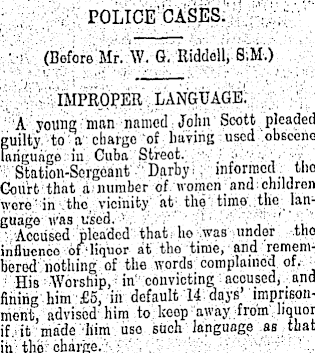 POLICE CASES.
(Before Mr. W. G. Riddell, S.M.)
IMPROPER LANGUAGE.
A young man named John Scott pleaded
guilty to a charge of having used obscene
language in Cuba Street.
Station-Sergeant Darby informed the
Court that a number of women and children
were in the vicinity at the time the lan-
guage was used.
Accused pleaded that he was under the
influence of liquor at the time, and remem-
bered nothing of the words complained of.
His Worship, in convicting accused, and
fining him £5, in default 14 days' imprison-
ment, advised him to keep away from liquor
if it made him use such language as that
in the charge.